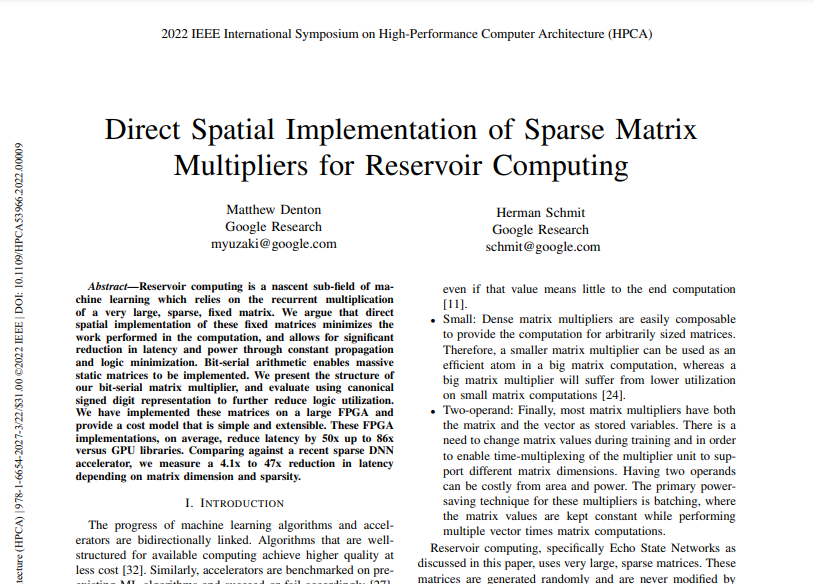 2022 IEEE International Symposium on High-Performance Computer Architecture (HPCA)
Direct Spatial Implementation of Sparse Matrix
Multipliers for Reservoir Computing
Matthew Denton
Google Research
myuzaki@google.com
Herman Schmit
Google Research
schmit@google.com
tecture (HPCA) | 978-1-6654-2027-3/22/$31.00 ©2022 IEEE | DOI: 10.1109/HPCA53966.2022.00009
Abstract—Reservoir computing is a nascent sub-field of ma-
chine learning which relies on the recurrent multiplication
of a very large, sparse, fixed matrix. We argue that direct
spatial implementation of these fixed matrices minimizes the
work performed in the computation, and allows for significant
reduction in latency and power through constant propagation
and logic minimization. Bit-serial arithmetic enables massive
static matrices to be implemented. We present the structure of
our bit-serial matrix multiplier, and evaluate using canonical
signed digit representation to further reduce logic utilization.
We have implemented these matrices on a large FPGA and
provide a cost model that is simple and extensible. These FPGA
implementations, on average, reduce latency by 50x up to 86x
versus GPU libraries. Comparing against a recent sparse DNN
accelerator, we measure a 4.1x to 47x reduction in latency
depending on matrix dimension and sparsity.
I. INTRODUCTION
The progress of machine learning algorithms and accel-
erators are bidirectionally linked. Algorithms that are well-
structured for available computing achieve higher quality at
less cost [32]. Similarly, accelerators are benchmarked on pre-
even if that value means little to the end computation
[11].
• Small: Dense matrix multipliers are easily composable
to provide the computation for arbitrarily sized matrices.
Therefore, a smaller matrix multiplier can be used as an
efficient atom in a big matrix computation, whereas a
big matrix multiplier will suffer from lower utilization
on small matrix computations [24].
• Two-operand: Finally, most matrix multipliers have both
the matrix and the vector as stored variables. There is a
need to change matrix values during training and in order
to enable time-multiplexing of the multiplier unit to sup-
port different matrix dimensions. Having two operands
can be costly from area and power. The primary power-
saving technique for these multipliers is batching, where
the matrix values are kept constant while performing
multiple vector times matrix computations.
Reservoir computing, specifically Echo State Networks as
discussed in this paper, uses very large, sparse matrices. These
matrices are generated randomly and are never modified by